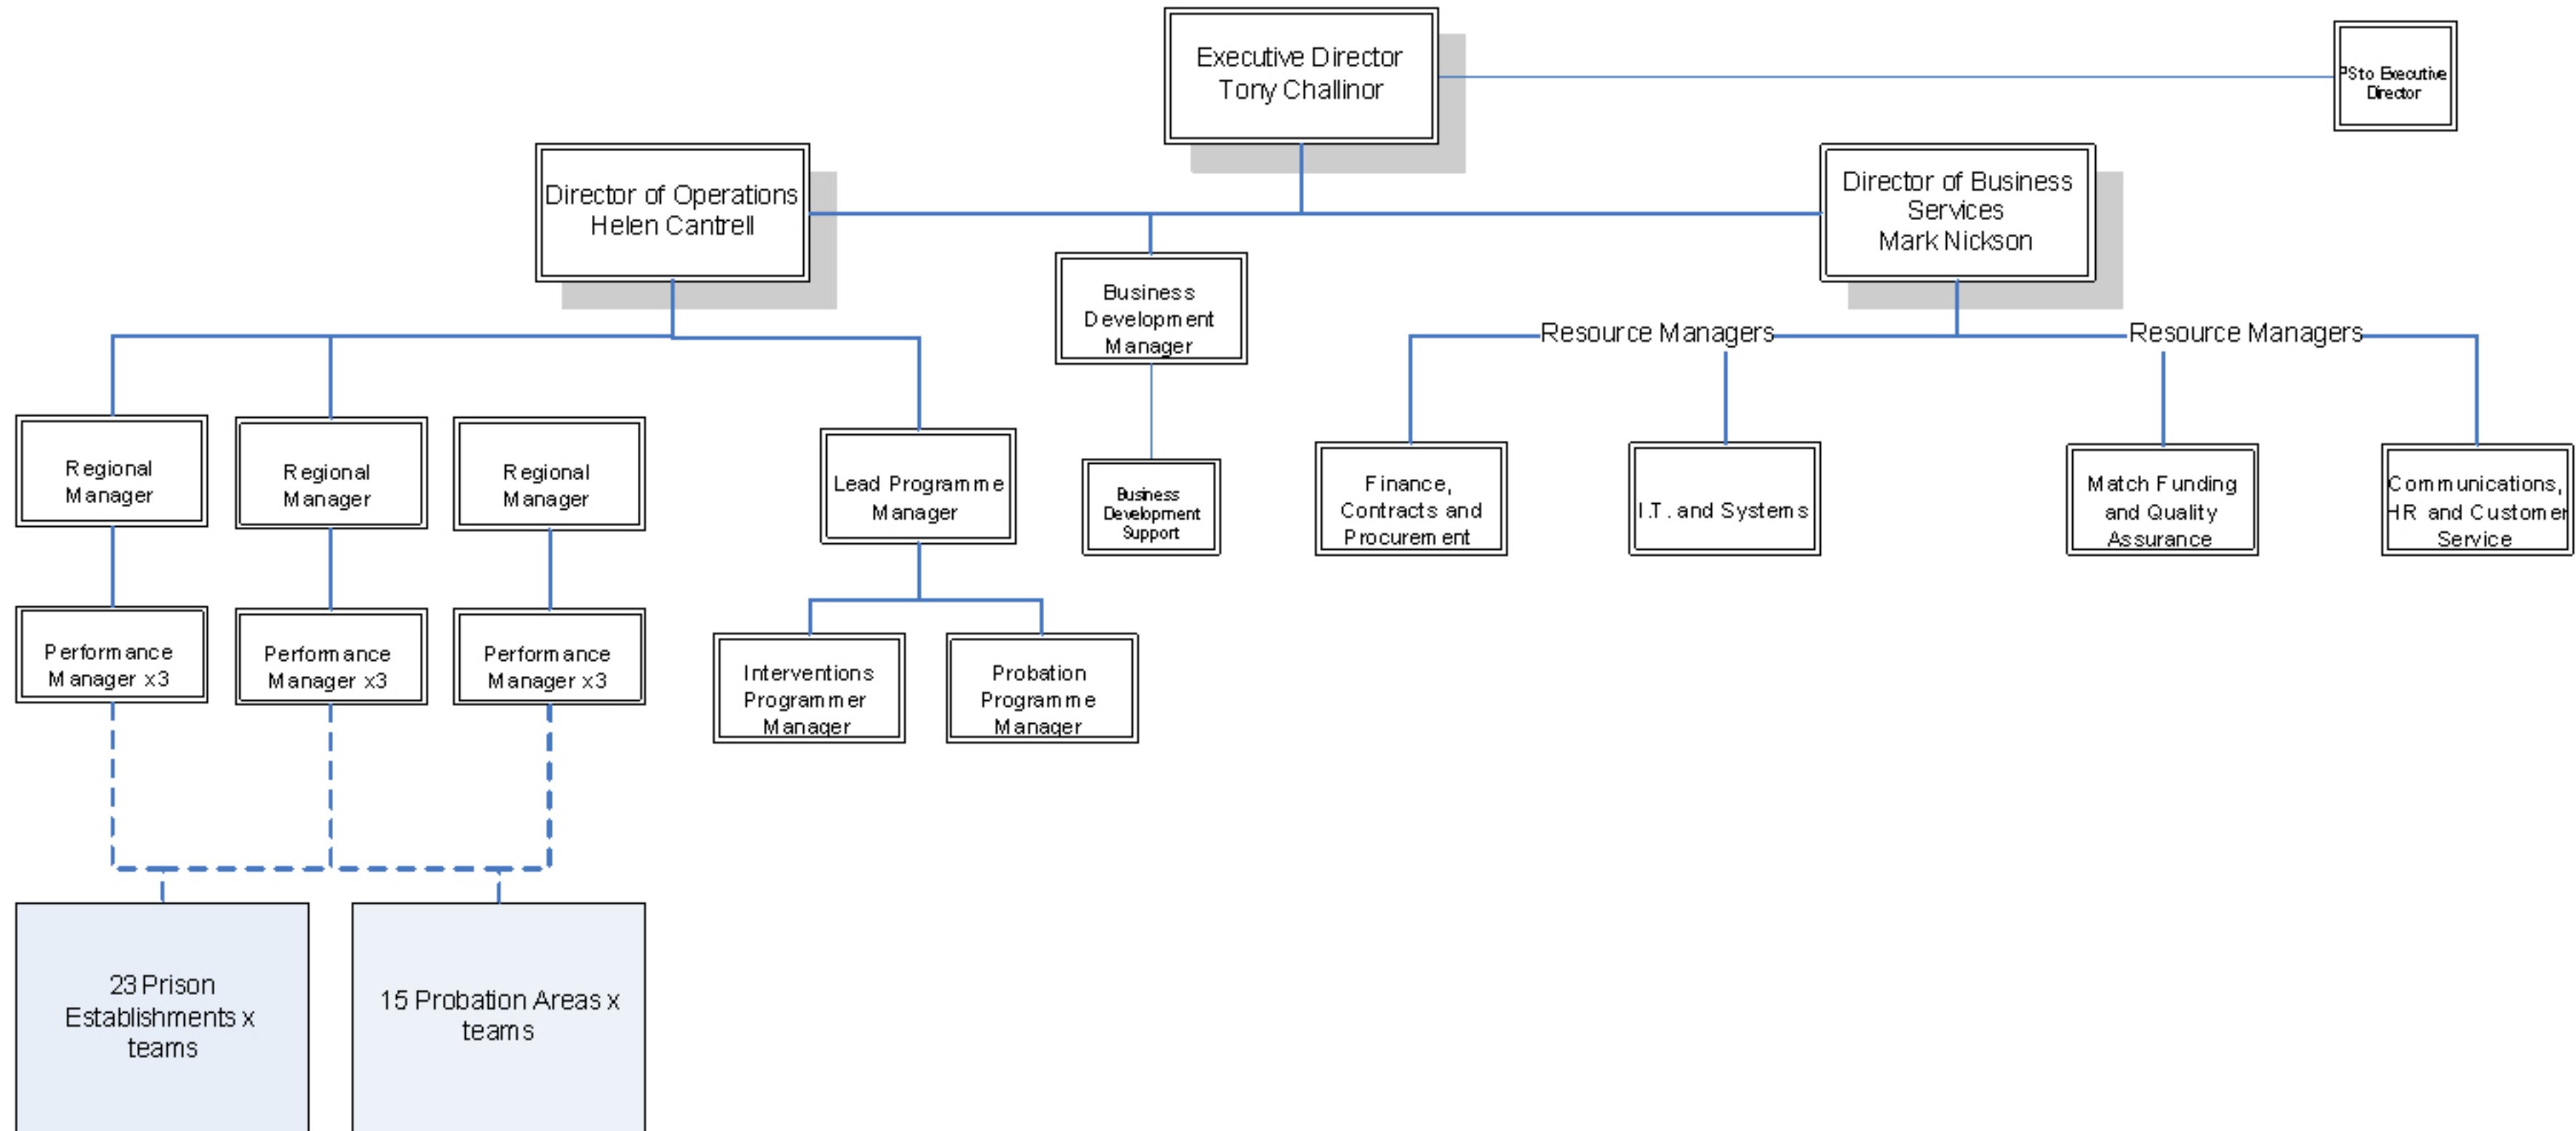 Executive Director
Tony Challinor
PS to Executive
Director
Director of Operations
Helen Cantrell
Director of Business
Services
Mark Nickson
Business
Development
Manager
Resource Managers
Resource Managers
Regional
Manager
Regional
Manager
Regional
Manager
Lead Programme
Manager
Business
Development
Support
Finance,
Contracts and
Procurement
I.T. and Systems
Match Funding
and Quality
Assurance
Communications,
HR and Customer
Service
Performance
Manager x3
Performance
Manager x3
Performance
Manager x3
Interventions
Programmer
Manager
Probation
Programme
Manager
23 Prison
Establishments x
teams
15 Probation Areas x
teams